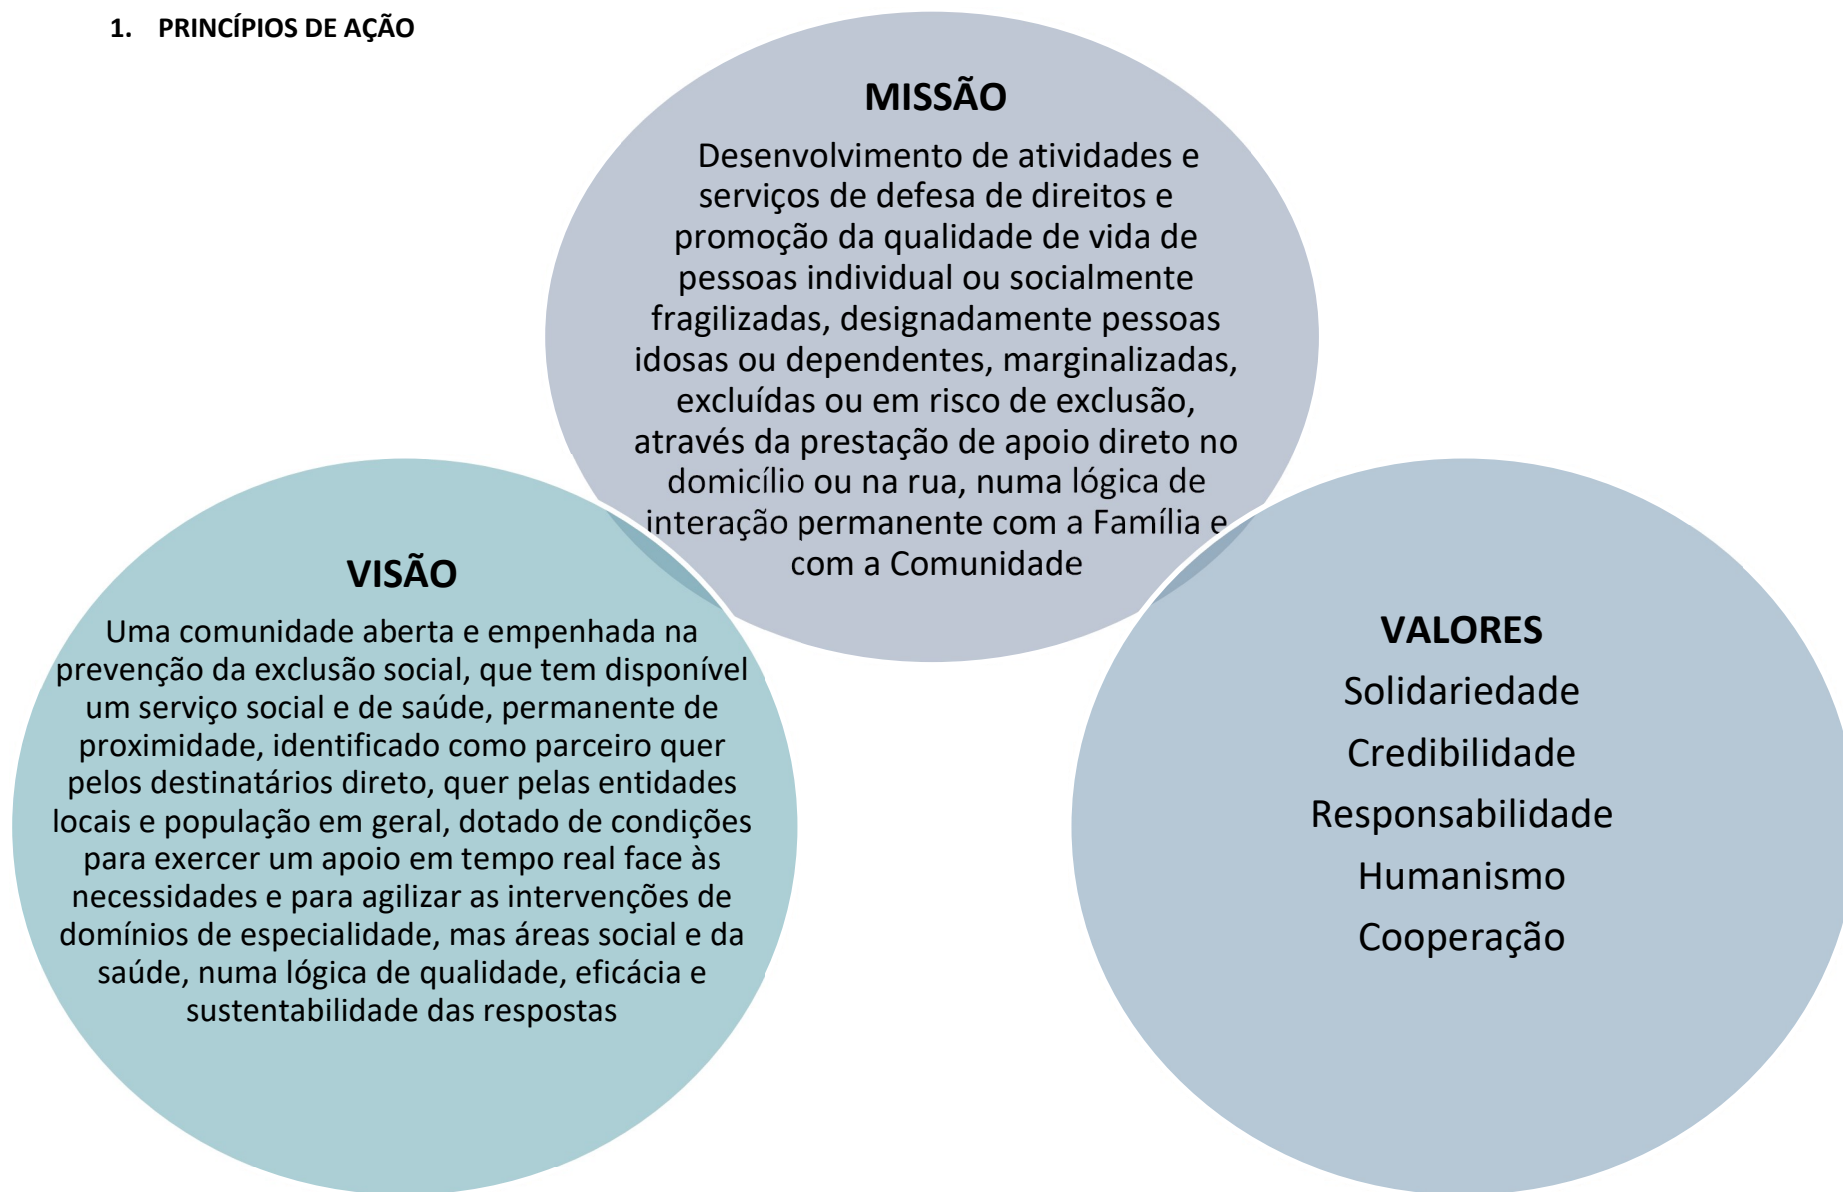 1. PRINCÍPIOS DE AÇÃO
MISSÃO
Desenvolvimento de atividades e
serviços de defesa de direitos e
promoção da qualidade de vida de
pessoas individual ou socialmente
fragilizadas, designadamente pessoas
idosas ou dependentes, marginalizadas,
excluídas ou em risco de exclusão,
através da prestação de apoio direto no
domicílio ou na rua, numa lógica de
interação permanente com a Família e
com a Comunidade
VISÃO
Uma comunidade aberta e empenhada na
prevenção da exclusão social, que tem disponível
um serviço social e de saúde, permanente de
proximidade, identificado como parceiro quer
pelos destinatários direto, quer pelas entidades
locais e população em geral, dotado de condições
para exercer um apoio em tempo real face às
necessidades e para agilizar as intervenções de
domínios de especialidade, mas áreas social e da
saúde, numa lógica de qualidade, eficácia e
sustentabilidade das respostas
VALORES
Solidariedade
Credibilidade
Responsabilidade
Humanismo
Cooperação